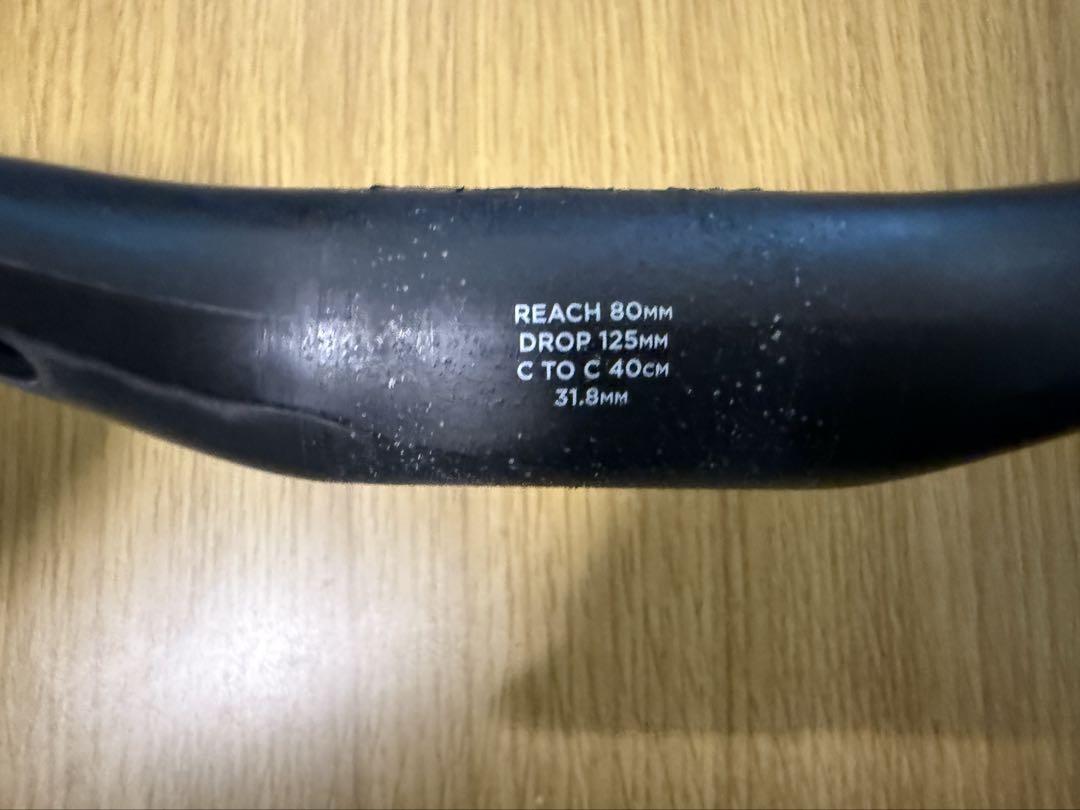 REACH 80MM
DROP 125MM
C TO C 40CM
31.8MM